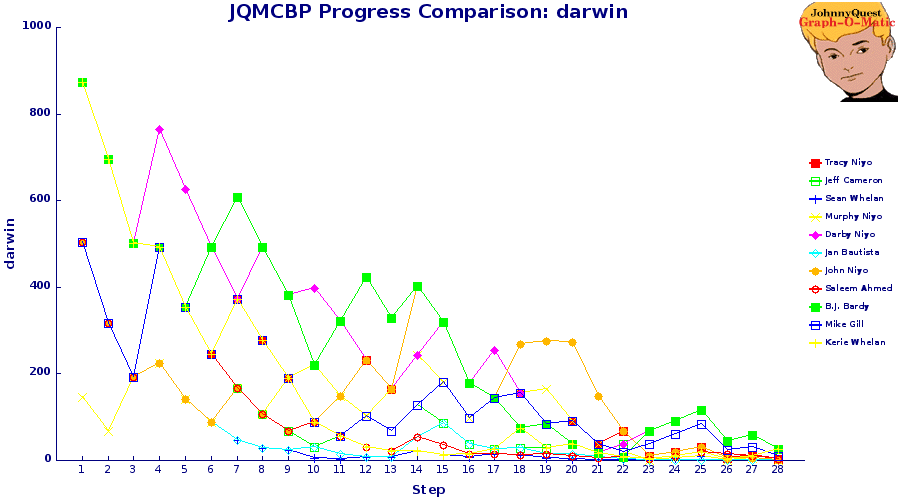 JQMCBP Progress Comparison: darwin
JohnnyQuest
Graph-O-Matic
1000
800
600
400
200
0
darwin
1 2 3 4 5 6 7 8 9 10 11 12 13 14 15 16 17 18 19 20 21 22 23 24 25 26 27 28
Step
Tracy Niyo
Jeff Cameron
Sean Whelan
Murphy Niyo
Darby Niyo
Jan Bautista
John Niyo
Saleem Ahmed
B.J. Bardy
Mike Gill
Kerie Whelan